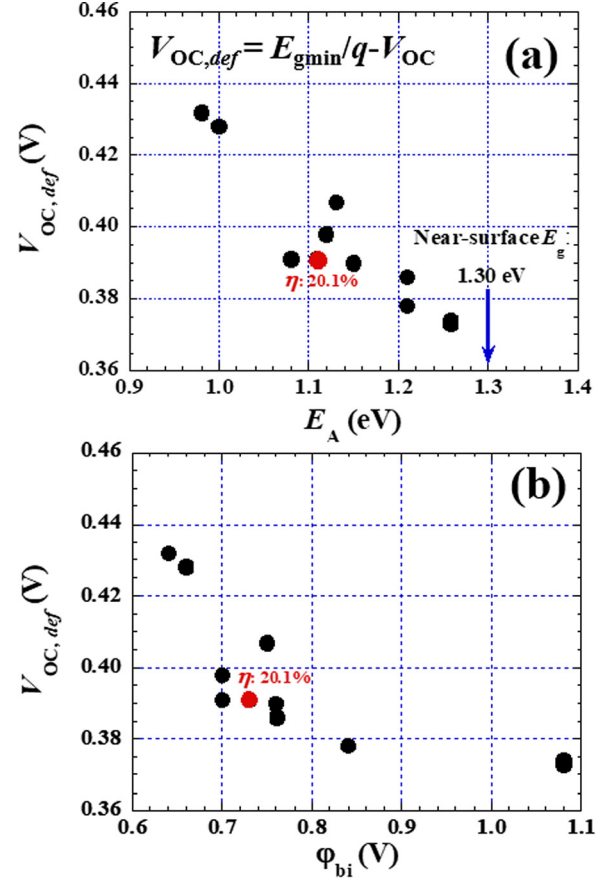 0.46
V_OC,def = E_gmin/q-V_OC
(a)
0.44
0.42
V_OC, def (V)
0.40
Near-surface E_g:
1.30 eV
η: 20.1%
0.38
0.36
0.9 1.0 1.1 1.2 1.3 1.4
E_A (eV)
0.46
(b)
0.44
0.42
V_OC, def (V)
0.40
η: 20.1%
0.38
0.36
0.6 0.7 0.8 0.9 1.0 1.1
φ_bi (V)